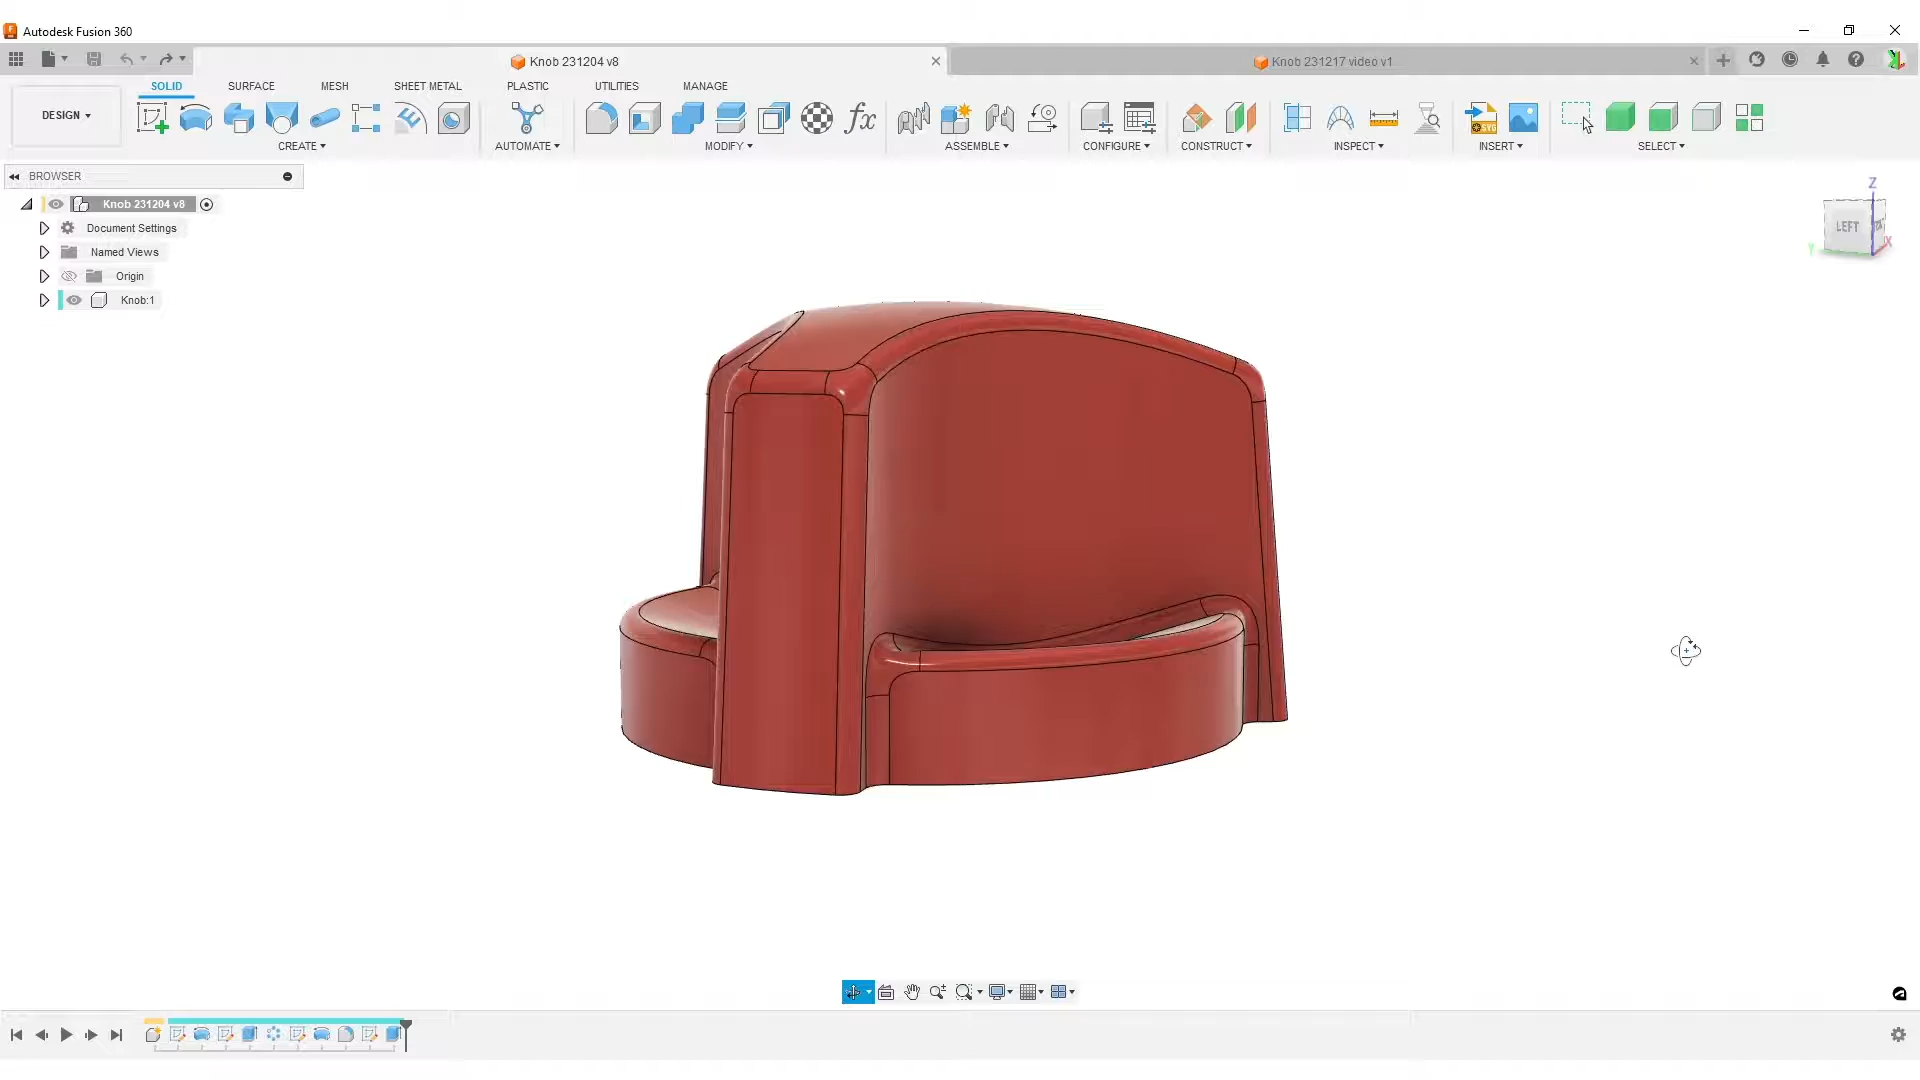 Autodesk Fusion 360
Knob 231204 v8
Knob 231217 video v1
DESIGN
SOLID SURFACE MESH SHEET METAL PLASTIC UTILITIES MANAGE
CREATE AUTOMATE MODIFY ASSEMBLE CONFIGURE CONSTRUCT INSPECT INSERT SELECT
BROWSER
Knob 231204 v8
Document Settings
Named Views
Origin
Knob:1
Z
LEFT
Y
X
fx
SVG